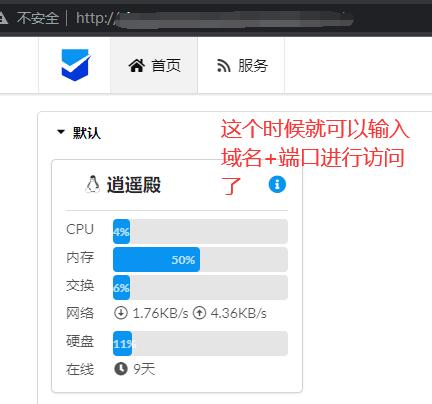 不安全 | http://
首页
服务
默认
这个时候就可以输入
域名+端口进行访问
了
逍遥殿
CPU 4%
内存 50%
交换 6%
网络 1.76KB/s 4.36KB/s
硬盘 11%
在线 9天